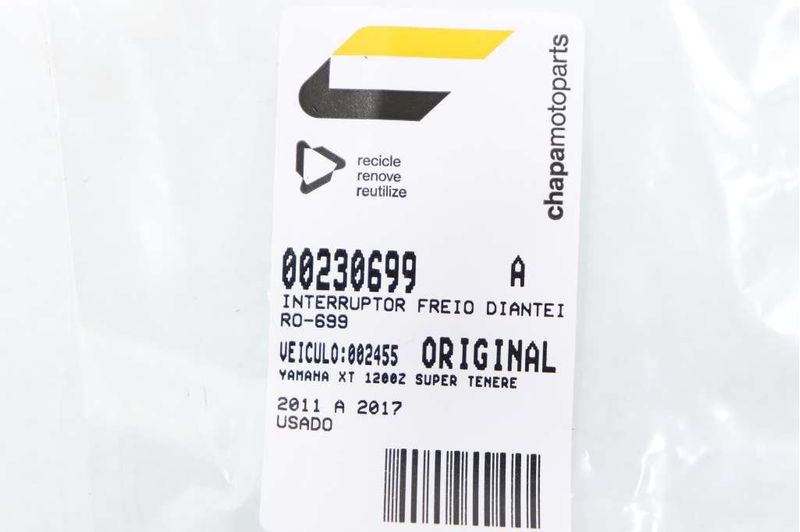 chapamotoparts
recicle
renove
reutilize
00230699 A
INTERRUPTOR FREIO DIANTEI
RO-699
VEICULO:002455 ORIGINAL
YAMAHA XT 1200Z SUPER TENERE
2011 A 2017
USADO